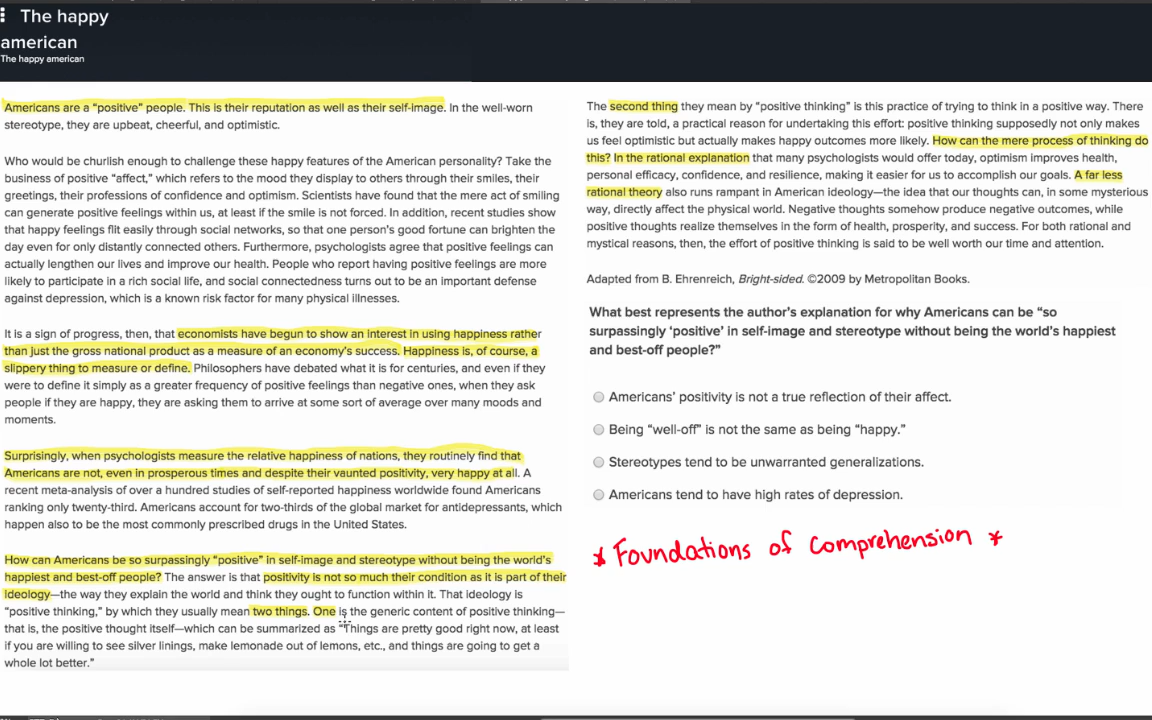 The happy
american
The happy american
Americans are a "positive" people. This is their reputation as well as their self-image. In the well-worn
stereotype, they are upbeat, cheerful, and optimistic.
Who would be churlish enough to challenge these happy features of the American personality? Take the
business of positive "affect," which refers to the mood they display to others through their smiles, their
greetings, their professions of confidence and optimism. Scientists have found that the mere act of smiling
can generate positive feelings within us, at least if the smile is not forced. In addition, recent studies show
that happy feelings flit easily through social networks, so that one person's good fortune can brighten the
day even for only distantly connected others. Furthermore, psychologists agree that positive feelings can
actually lengthen our lives and improve our health. People who report having positive feelings are more
likely to participate in a rich social life, and social connectedness turns out to be an important defense
against depression, which is a known risk factor for many physical illnesses.
It is a sign of progress, then, that economists have begun to show an interest in using happiness rather
than just the gross national product as a measure of an economy's success. Happiness is, of course, a
slippery thing to measure or define. Philosophers have debated what it is for centuries, and even if they
were to define it simply as a greater frequency of positive feelings than negative ones, when they ask
people if they are happy, they are asking them to arrive at some sort of average over many moods and
moments.
Surprisingly, when psychologists measure the relative happiness of nations, they routinely find that
Americans are not, even in prosperous times and despite their vaunted positivity, very happy at all. A
recent meta-analysis of over a hundred studies of self-reported happiness worldwide found Americans
ranking only twenty-third. Americans account for two-thirds of the global market for antidepressants, which
happen also to be the most commonly prescribed drugs in the United States.
How can Americans be so surpassingly "positive" in self-image and stereotype without being the world's
happiest and best-off people? The answer is that positivity is not so much their condition as it is part of their
ideology—the way they explain the world and think they ought to function within it. That ideology is
"positive thinking," by which they usually mean two things. One is the generic content of positive thinking—
that is, the positive thought itself—which can be summarized as "Things are pretty good right now, at least
if you are willing to see silver linings, make lemonade out of lemons, etc., and things are going to get a
whole lot better."
The second thing they mean by "positive thinking" is this practice of trying to think in a positive way. There
is, they are told, a practical reason for undertaking this effort: positive thinking supposedly not only makes
us feel optimistic but actually makes happy outcomes more likely. How can the mere process of thinking do
this? In the rational explanation that many psychologists would offer today, optimism improves health,
personal efficacy, confidence, and resilience, making it easier for us to accomplish our goals. A far less
rational theory also runs rampant in American ideology—the idea that our thoughts can, in some mysterious
way, directly affect the physical world. Negative thoughts somehow produce negative outcomes, while
positive thoughts realize themselves in the form of health, prosperity, and success. For both rational and
mystical reasons, then, the effort of positive thinking is said to be well worth our time and attention.
Adapted from B. Ehrenreich, Bright-sided. ©2009 by Metropolitan Books.
What best represents the author's explanation for why Americans can be "so
surpassingly 'positive' in self-image and stereotype without being the world's happiest
and best-off people?"
Americans' positivity is not a true reflection of their affect.
Being "well-off" is not the same as being "happy."
Stereotypes tend to be unwarranted generalizations.
Americans tend to have high rates of depression.
* Foundations of Comprehension *